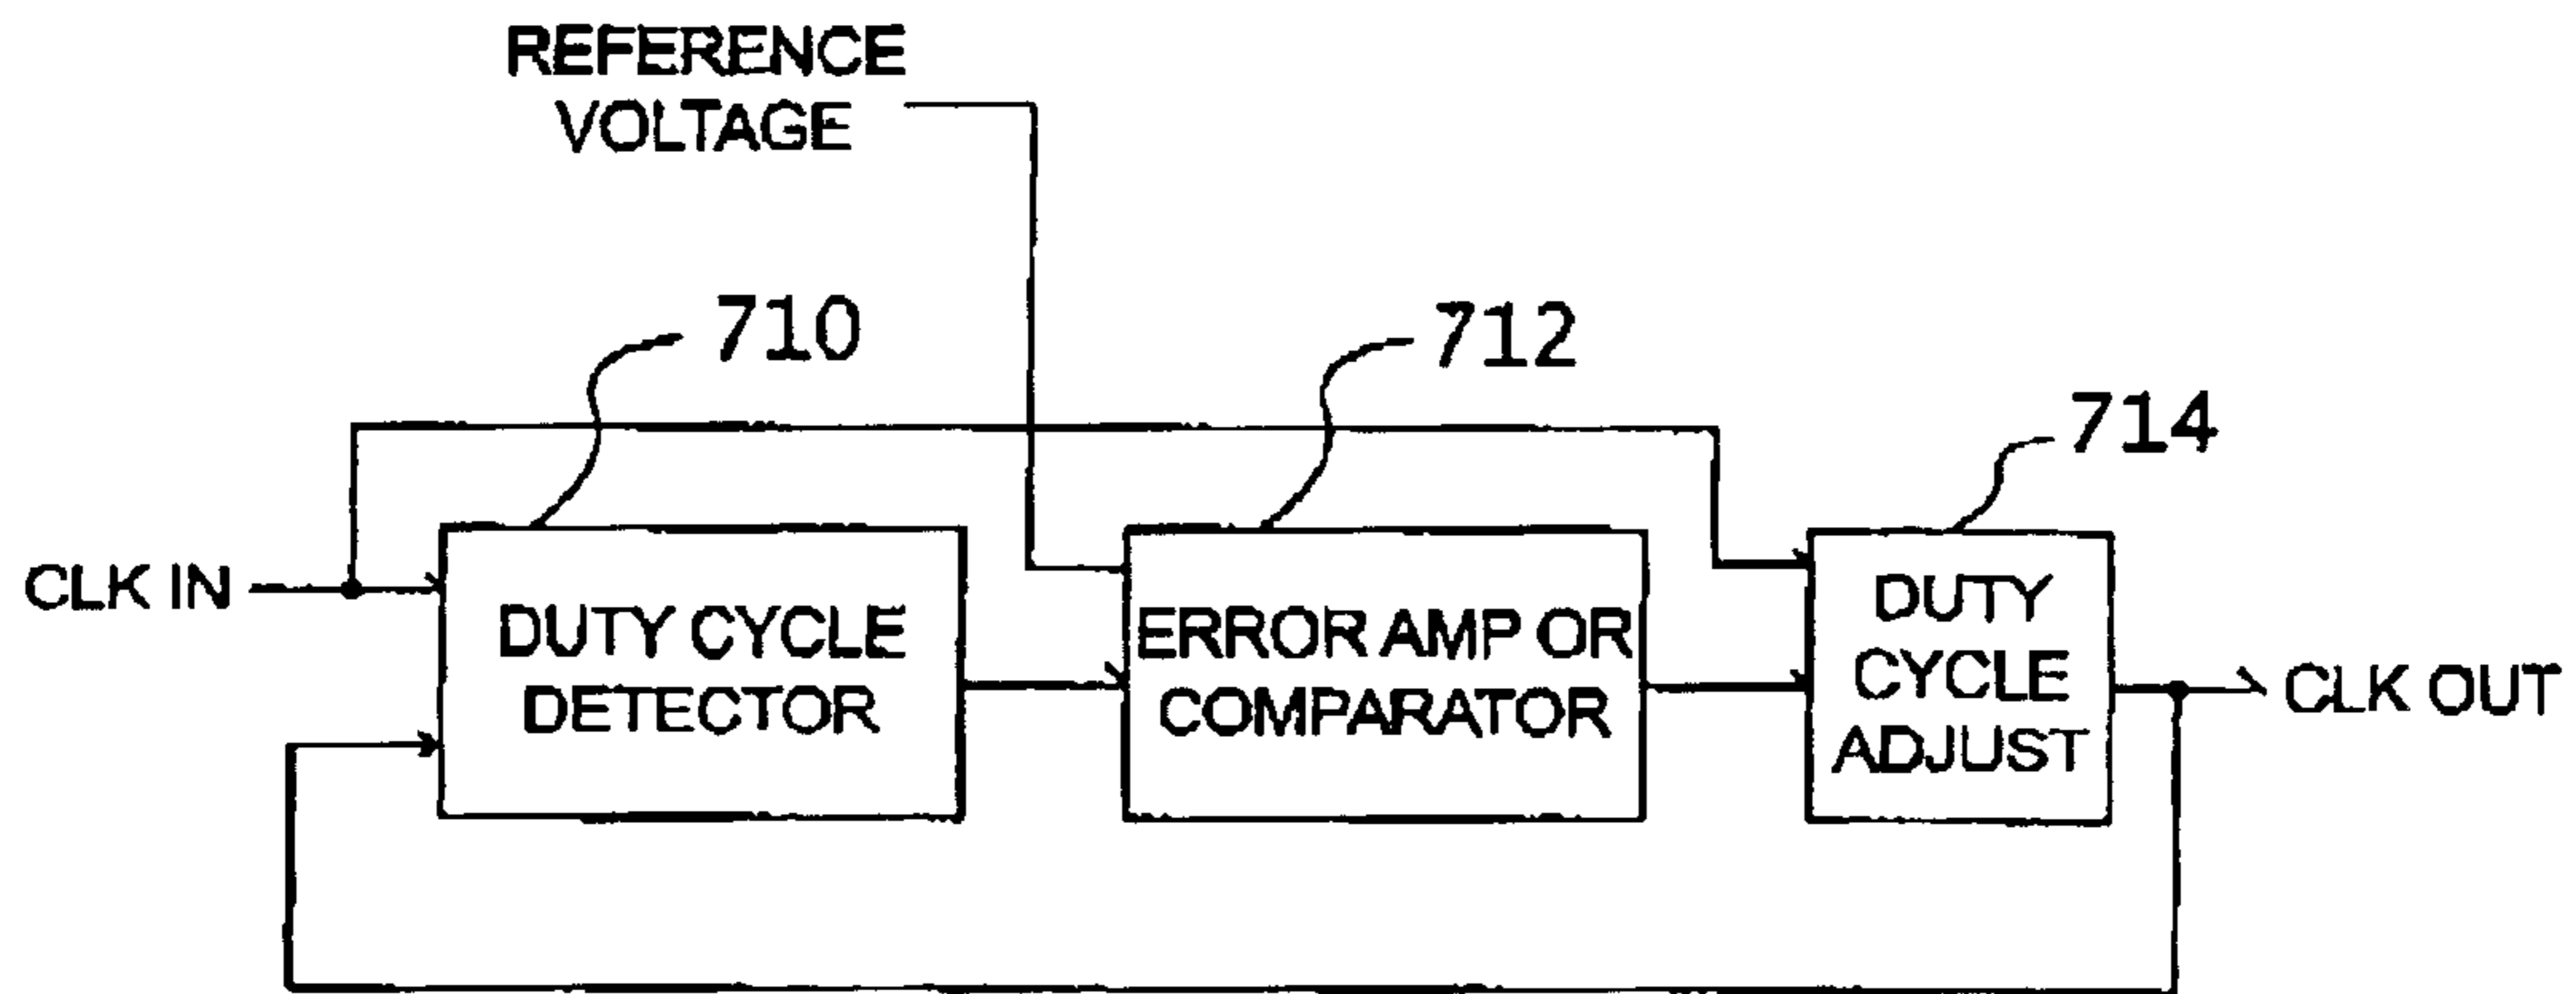 REFERENCE
VOLTAGE
710
712
714
CLK IN
DUTY CYCLE
DETECTOR
ERROR AMP OR
COMPARATOR
DUTY
CYCLE
ADJUST
CLK OUT